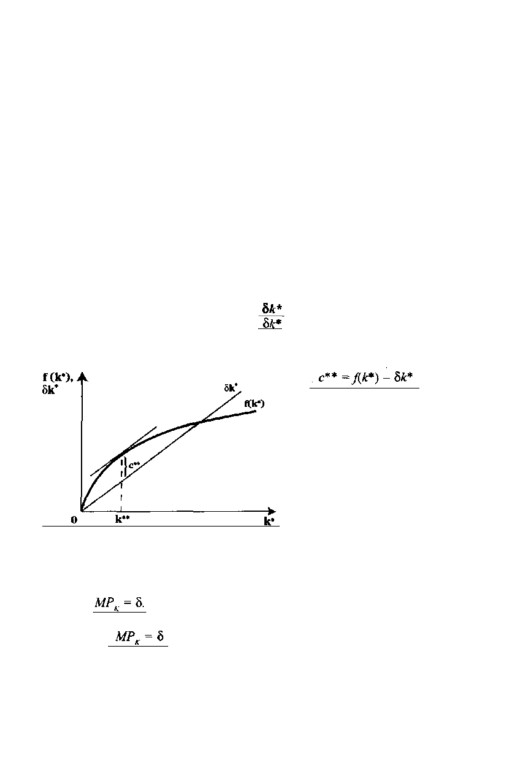 δk*
δk*
f(k*),
δk*
c** = f(k*) - δk*
δk*
f(k*)
c**
0 k** k*
MP_K = δ.
MP_K = δ